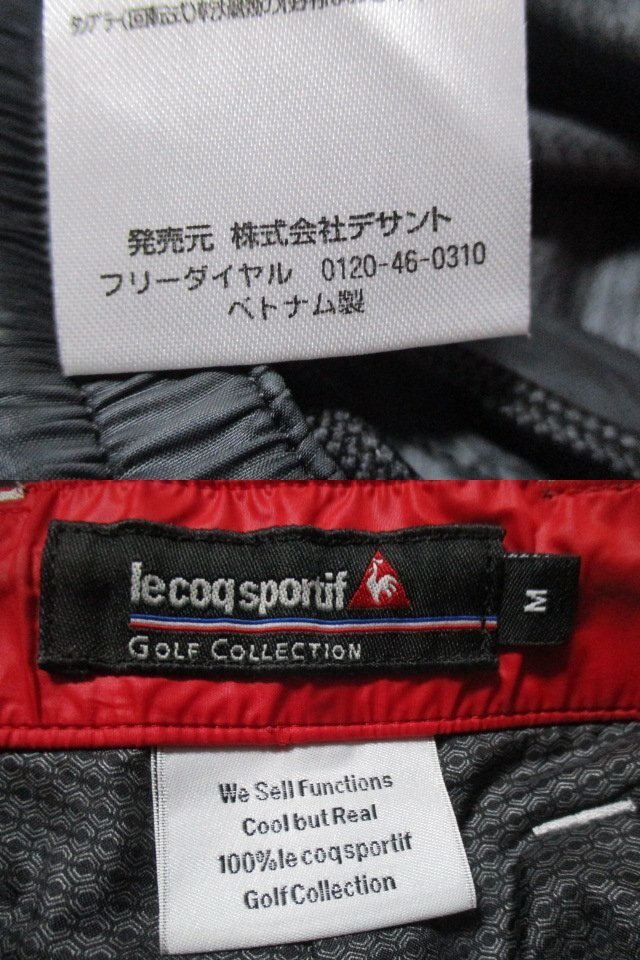 発売元 株式会社デサント
フリーダイヤル 0120-46-0310
ベトナム製
le coq sportif
GOLF COLLECTION
M
We Sell Functions
Cool but Real
100%le coq sportif
GolfCollection